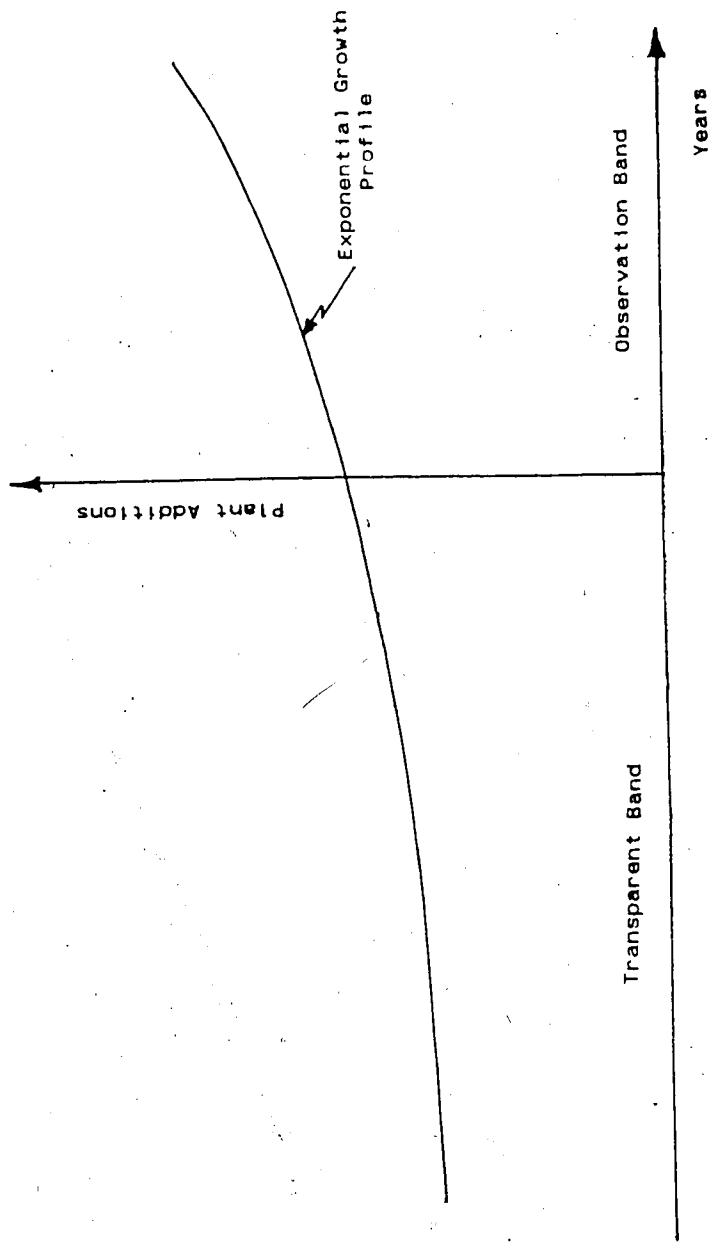 Plant Additions
Exponential Growth
Profile
Transparent Band
Observation Band
Years